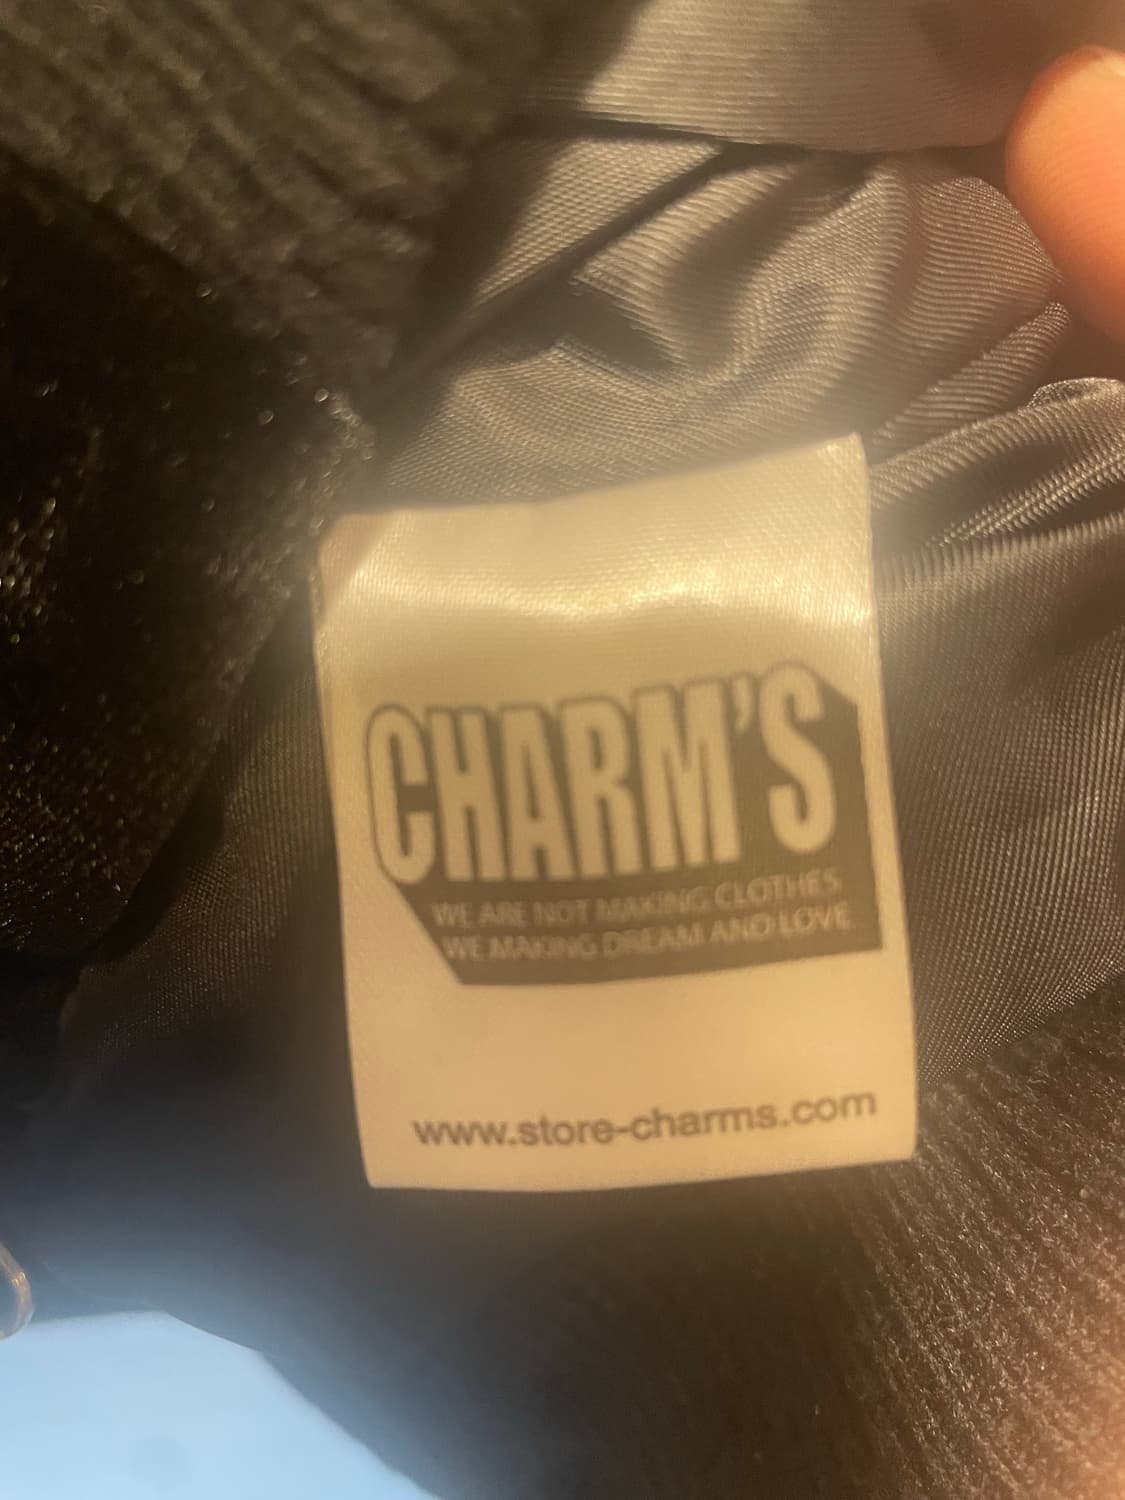 CHARM'S
WE ARE NOT MAKING CLOTHES
WE MAKING DREAM AND LOVE
www.store-charms.com